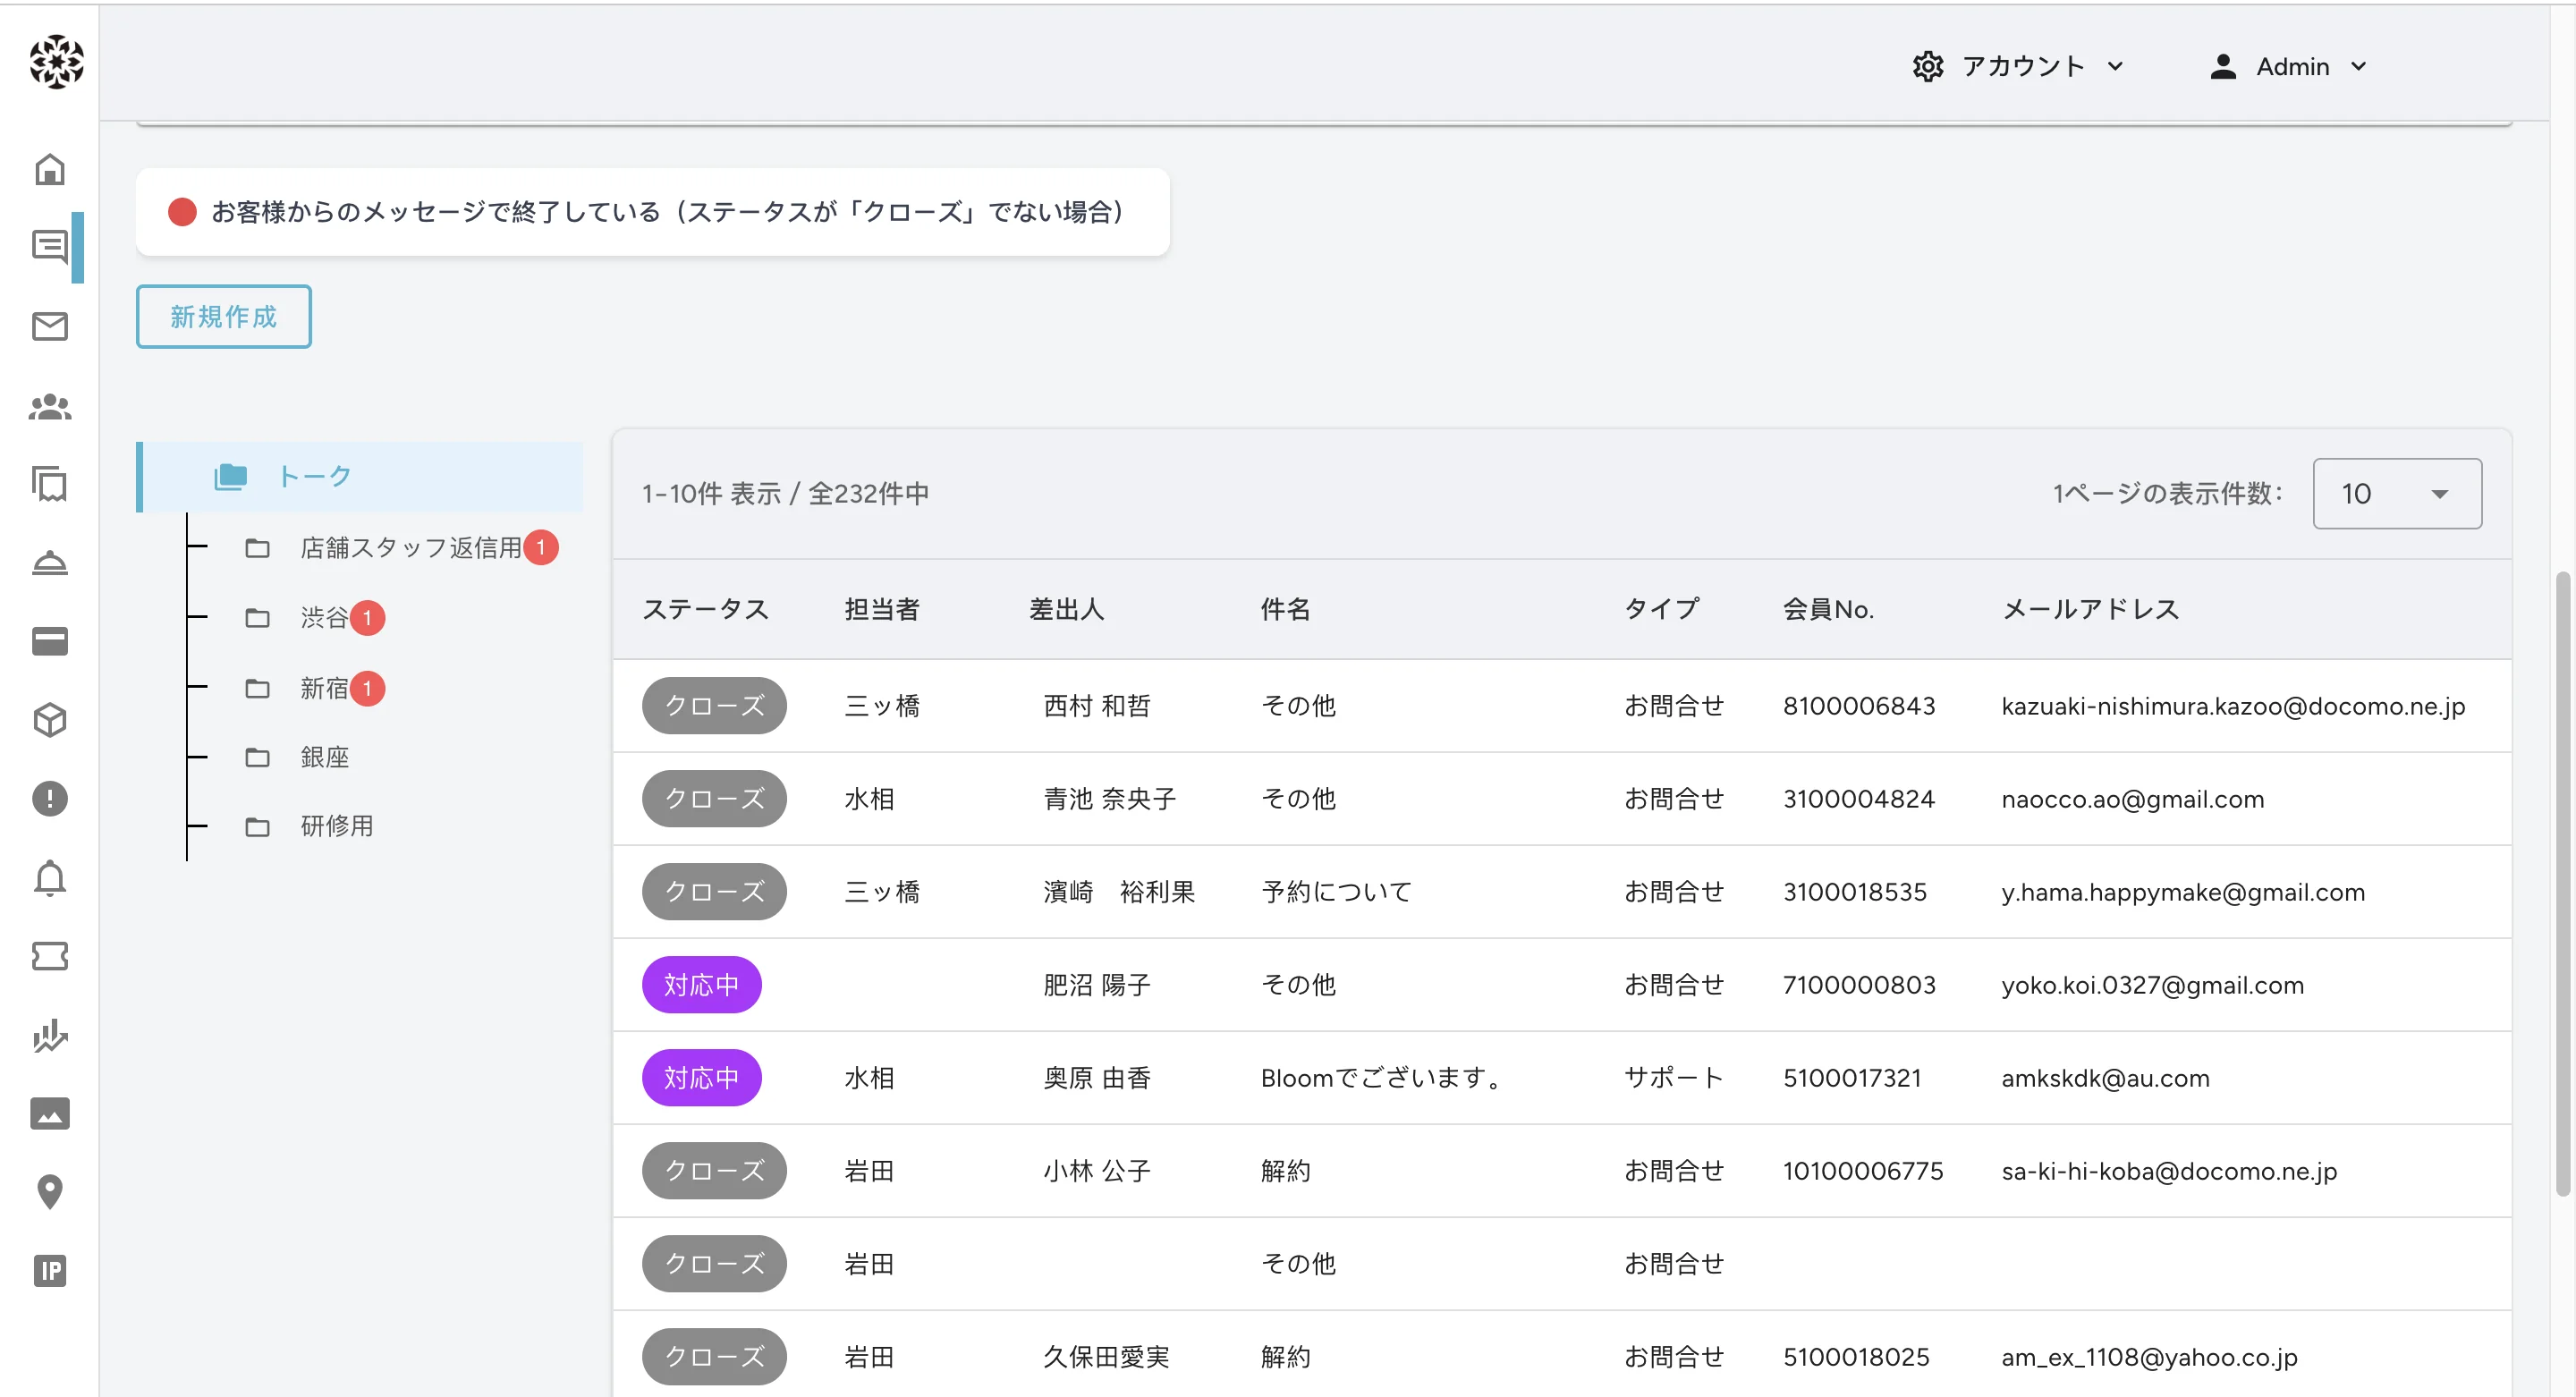 アカウント Admin
お客様からのメッセージで終了している（ステータスが「クローズ」でない場合）
新規作成
トーク
店舗スタッフ返信用 1
渋谷 1
新宿 1
銀座
研修用
1-10件 表示 / 全232件中 1ページの表示件数: 10
ステータス 担当者 差出人 件名 タイプ 会員No. メールアドレス
クローズ 三ッ橋 西村 和哲 その他 お問合せ 8100006843 kazuaki-nishimura.kazoo@docomo.ne.jp
クローズ 水相 青池 奈央子 その他 お問合せ 3100004824 naocco.ao@gmail.com
クローズ 三ッ橋 濱崎　裕利果 予約について お問合せ 3100018535 y.hama.happymake@gmail.com
対応中 肥沼 陽子 その他 お問合せ 7100000803 yoko.koi.0327@gmail.com
対応中 水相 奥原 由香 Bloomでございます。 サポート 5100017321 amkskdk@au.com
クローズ 岩田 小林 公子 解約 お問合せ 10100006775 sa-ki-hi-koba@docomo.ne.jp
クローズ 岩田 その他 お問合せ
クローズ 岩田 久保田愛実 解約 お問合せ 5100018025 am_ex_1108@yahoo.co.jp
IP